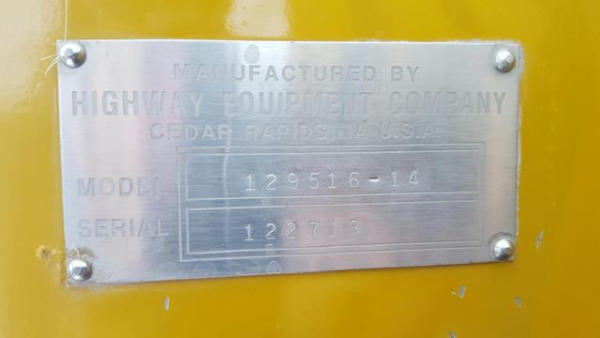 MANUFACTURED BY
HIGHWAY EQUIPMENT COMPANY
CEDAR RAPIDS, IA U.S.A.
MODEL 129516-14
SERIAL 122713